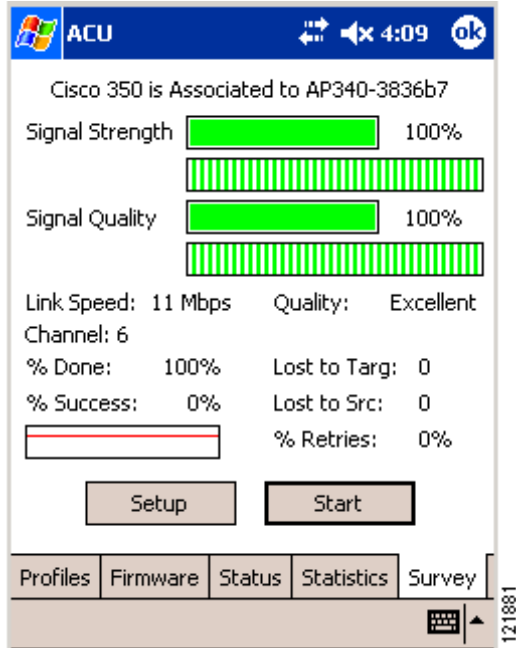 ACU 4:09 ok
Cisco 350 is Associated to AP340-3836b7
Signal Strength 100%
Signal Quality 100%
Link Speed: 11 Mbps Quality: Excellent
Channel: 6
% Done: 100% Lost to Targ: 0
% Success: 0% Lost to Src: 0
% Retries: 0%
Setup Start
Profiles Firmware Status Statistics Survey
121881